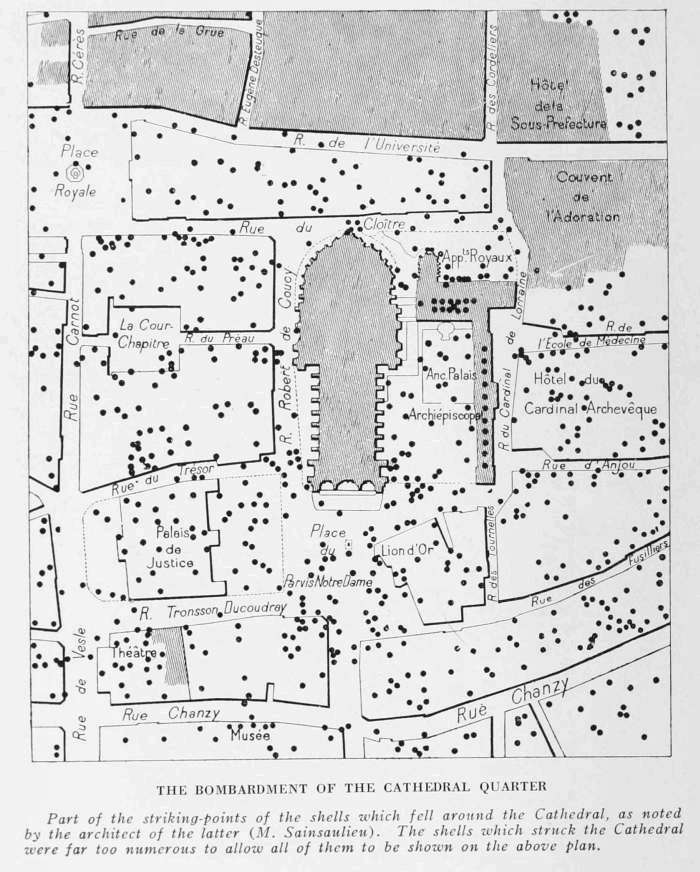 Rue de la Grue
R. Cérès
R. Eugène Desteuque
R. des Cordeliers
Hôtel
de la
Sous-Prefecture
R. de l'Université
Place
Royale
Couvent
de
l'Adoration
Rue du Cloître
App.ts Royaux
Rue Carnot
La Cour-
Chapitre
R. du Préau
R. Robert de Coucy
R. du Cardinal de Lorraine
R. de
l'Ecole de Médecine
Anc. Palais
Archiépiscopal
Hôtel du
Cardinal Archevêque
Rue du Trésor
Rue d'Anjou
Palais
de
Justice
Place
du
Parvis Notre Dame
Lion d'Or
R. des Tournelles
Rue des Fusilliers
R. Tronsson Ducoudray
Théâtre
Rue de Vesle
Rue Chanzy
Rue Chanzy
Musée
THE BOMBARDMENT OF THE CATHEDRAL QUARTER
Part of the striking-points of the shells which fell around the Cathedral, as noted
by the architect of the latter (M. Sainsaulieu). The shells which struck the Cathedral
were far too numerous to allow all of them to be shown on the above plan.